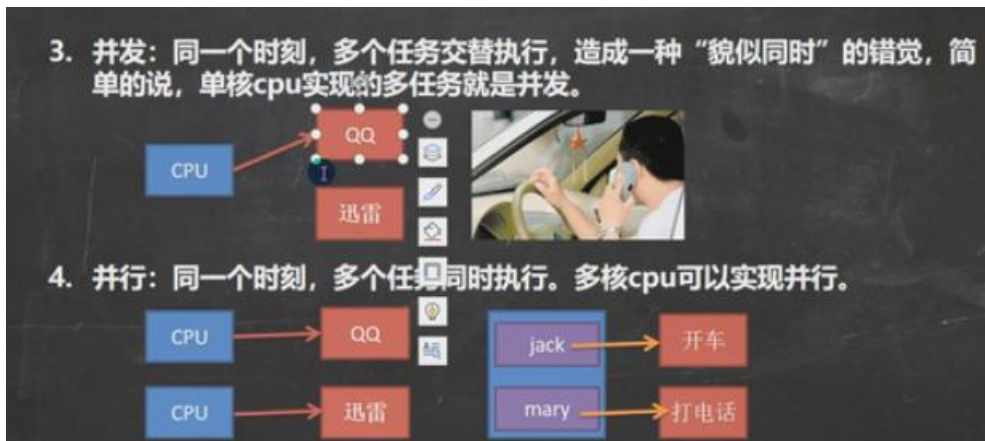 3. 并发：同一个时刻，多个任务交替执行，造成一种“貌似同时”的错觉，简
单的说，单核cpu实现的多任务就是并发。
QQ
CPU
迅雷
4. 并行：同一个时刻，多个任务同时执行。多核cpu可以实现并行。
CPU
QQ
jack
开车
CPU
迅雷
mary
打电话